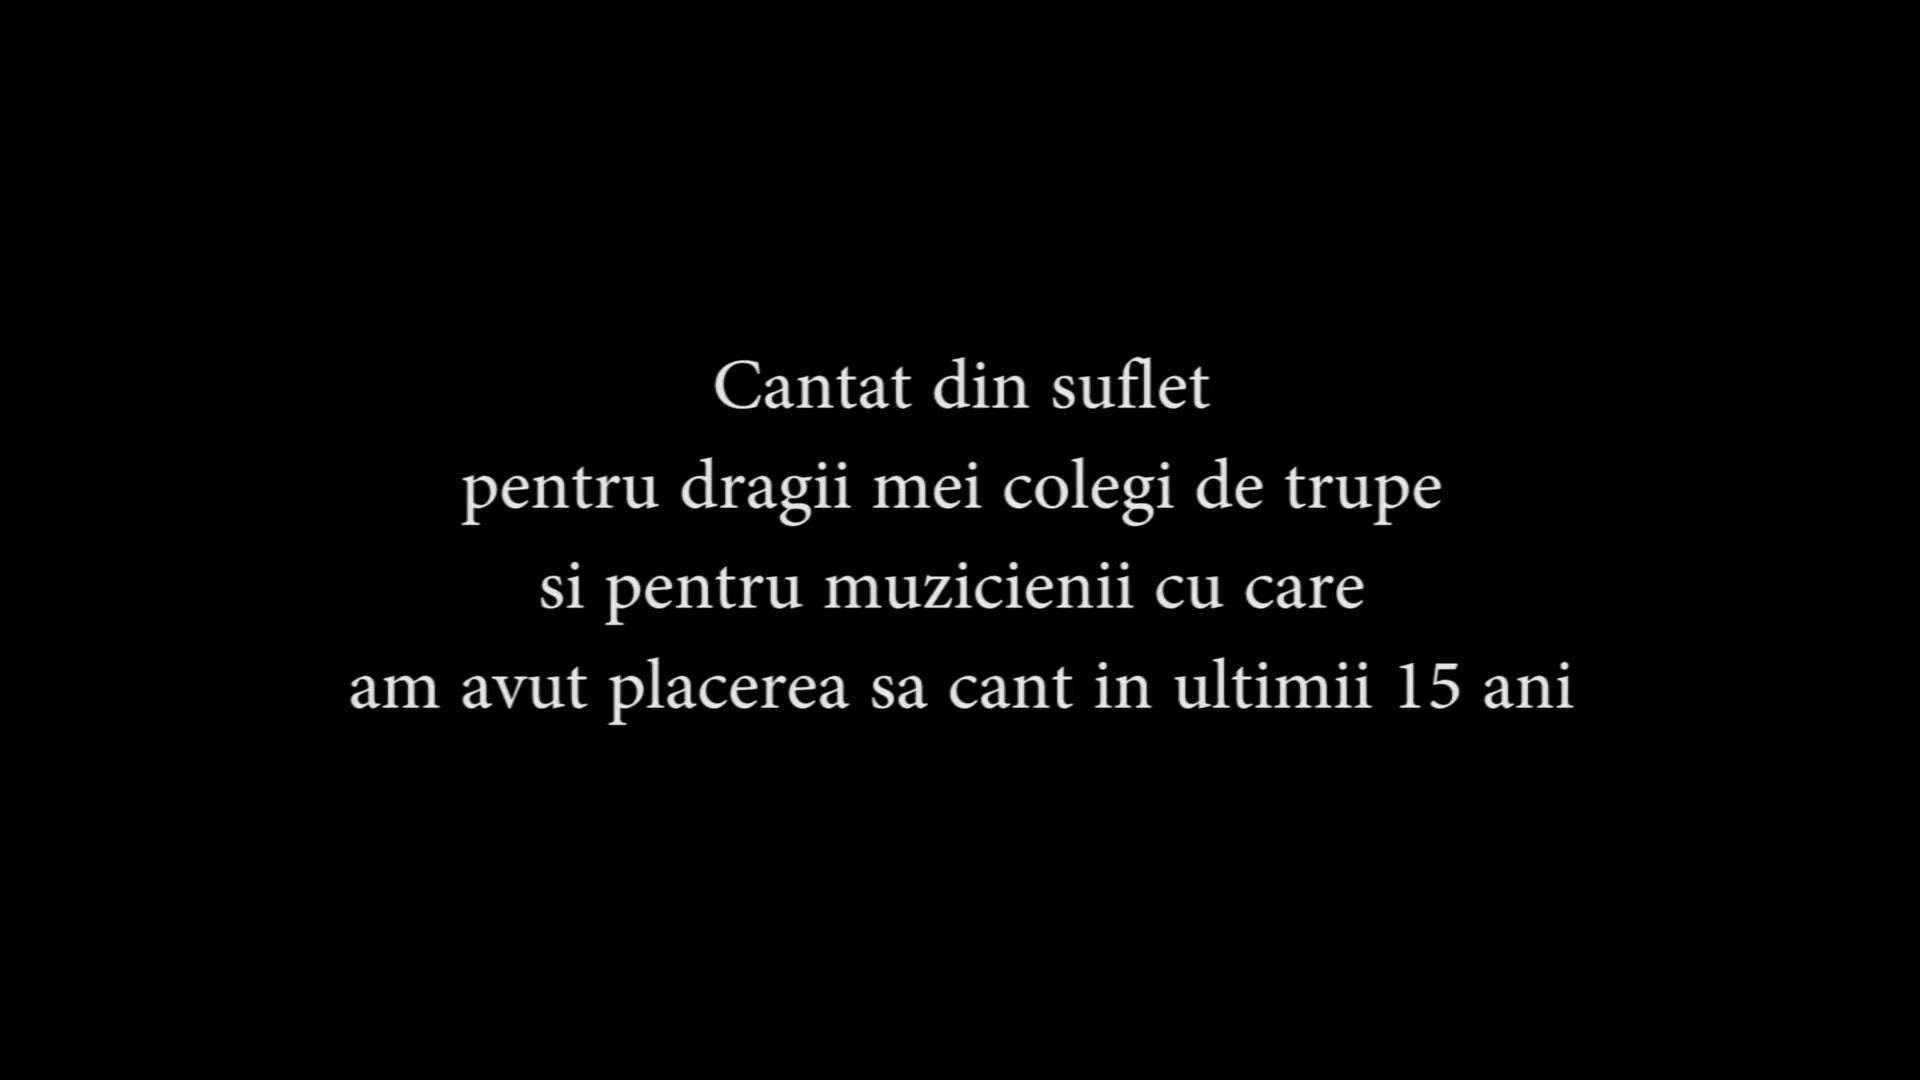 Cantat din suflet
pentru dragii mei colegi de trupe
si pentru muzicienii cu care
am avut placerea sa cant in ultimii 15 ani